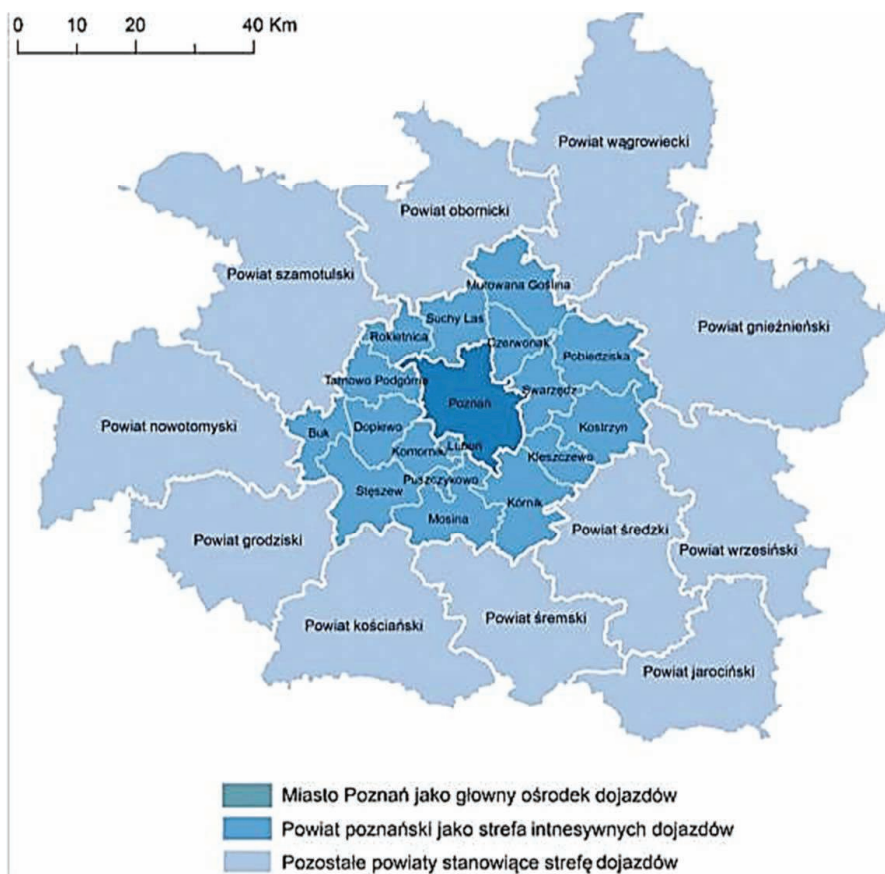 0 10 20 40 Km
Powiat wągrowiecki
Powiat obornicki
Powiat szamotulski
Murowana Goślina
Suchy Las
Powiat gnieźnieński
Rokietnica
Czerwonak
Pobiedziska
Tarnowo Podgórne
Swarzędz
Poznań
Powiat nowotomyski
Buk
Dopiewo
Kostrzyn
Komorniki
Luboń
Kleszczewo
Puszczykowo
Stęszew
Kórnik
Mosina
Powiat średzki
Powiat grodziski
Powiat wrzesiński
Powiat śremski
Powiat kościański
Powiat jarociński
Miasto Poznań jako głowny ośrodek dojazdów
Powiat poznański jako strefa intnesywnych dojazdów
Pozostałe powiaty stanowiące strefę dojazdów